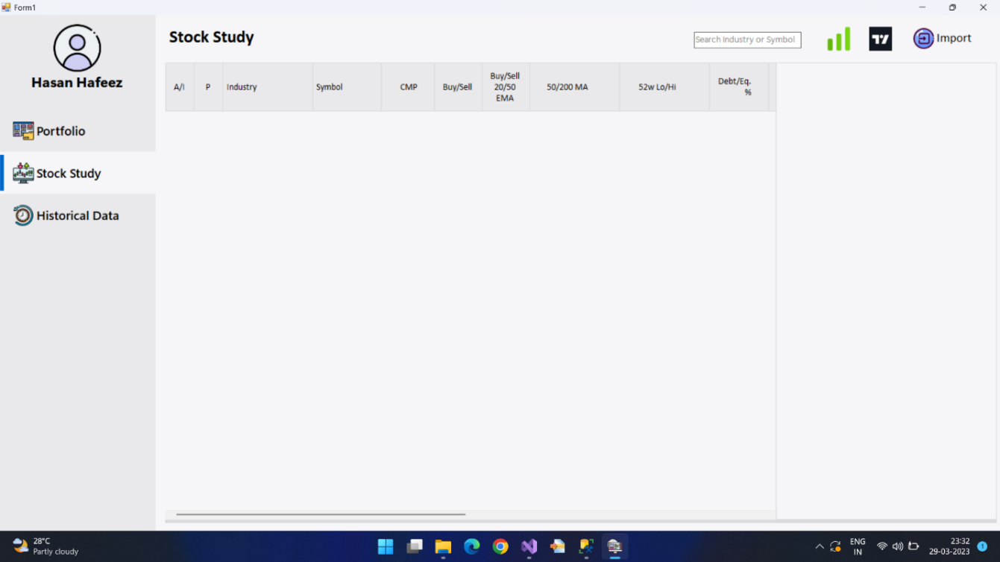 Form1
Hasan Hafeez
Portfolio
Stock Study
Historical Data
Stock Study
Search Industry or Symbol
Import
A/I
P
Industry
Symbol
CMP
Buy/Sell
Buy/Sell
20/50
EMA
50/200 MA
52w Lo/Hi
Debt/Eq.
%
28°C
Partly cloudy
ENG
IN
23:32
29-03-2023
1